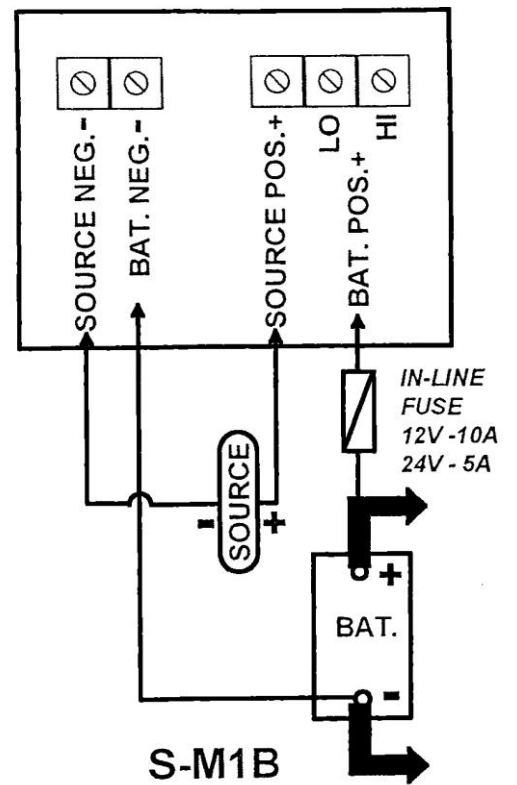 SOURCE NEG.-
BAT. NEG.-
SOURCE POS.+
LO
HI
BAT. POS.+
IN-LINE
FUSE
12V -10A
24V - 5A
- SOURCE +
+
BAT.
-
S-M1B